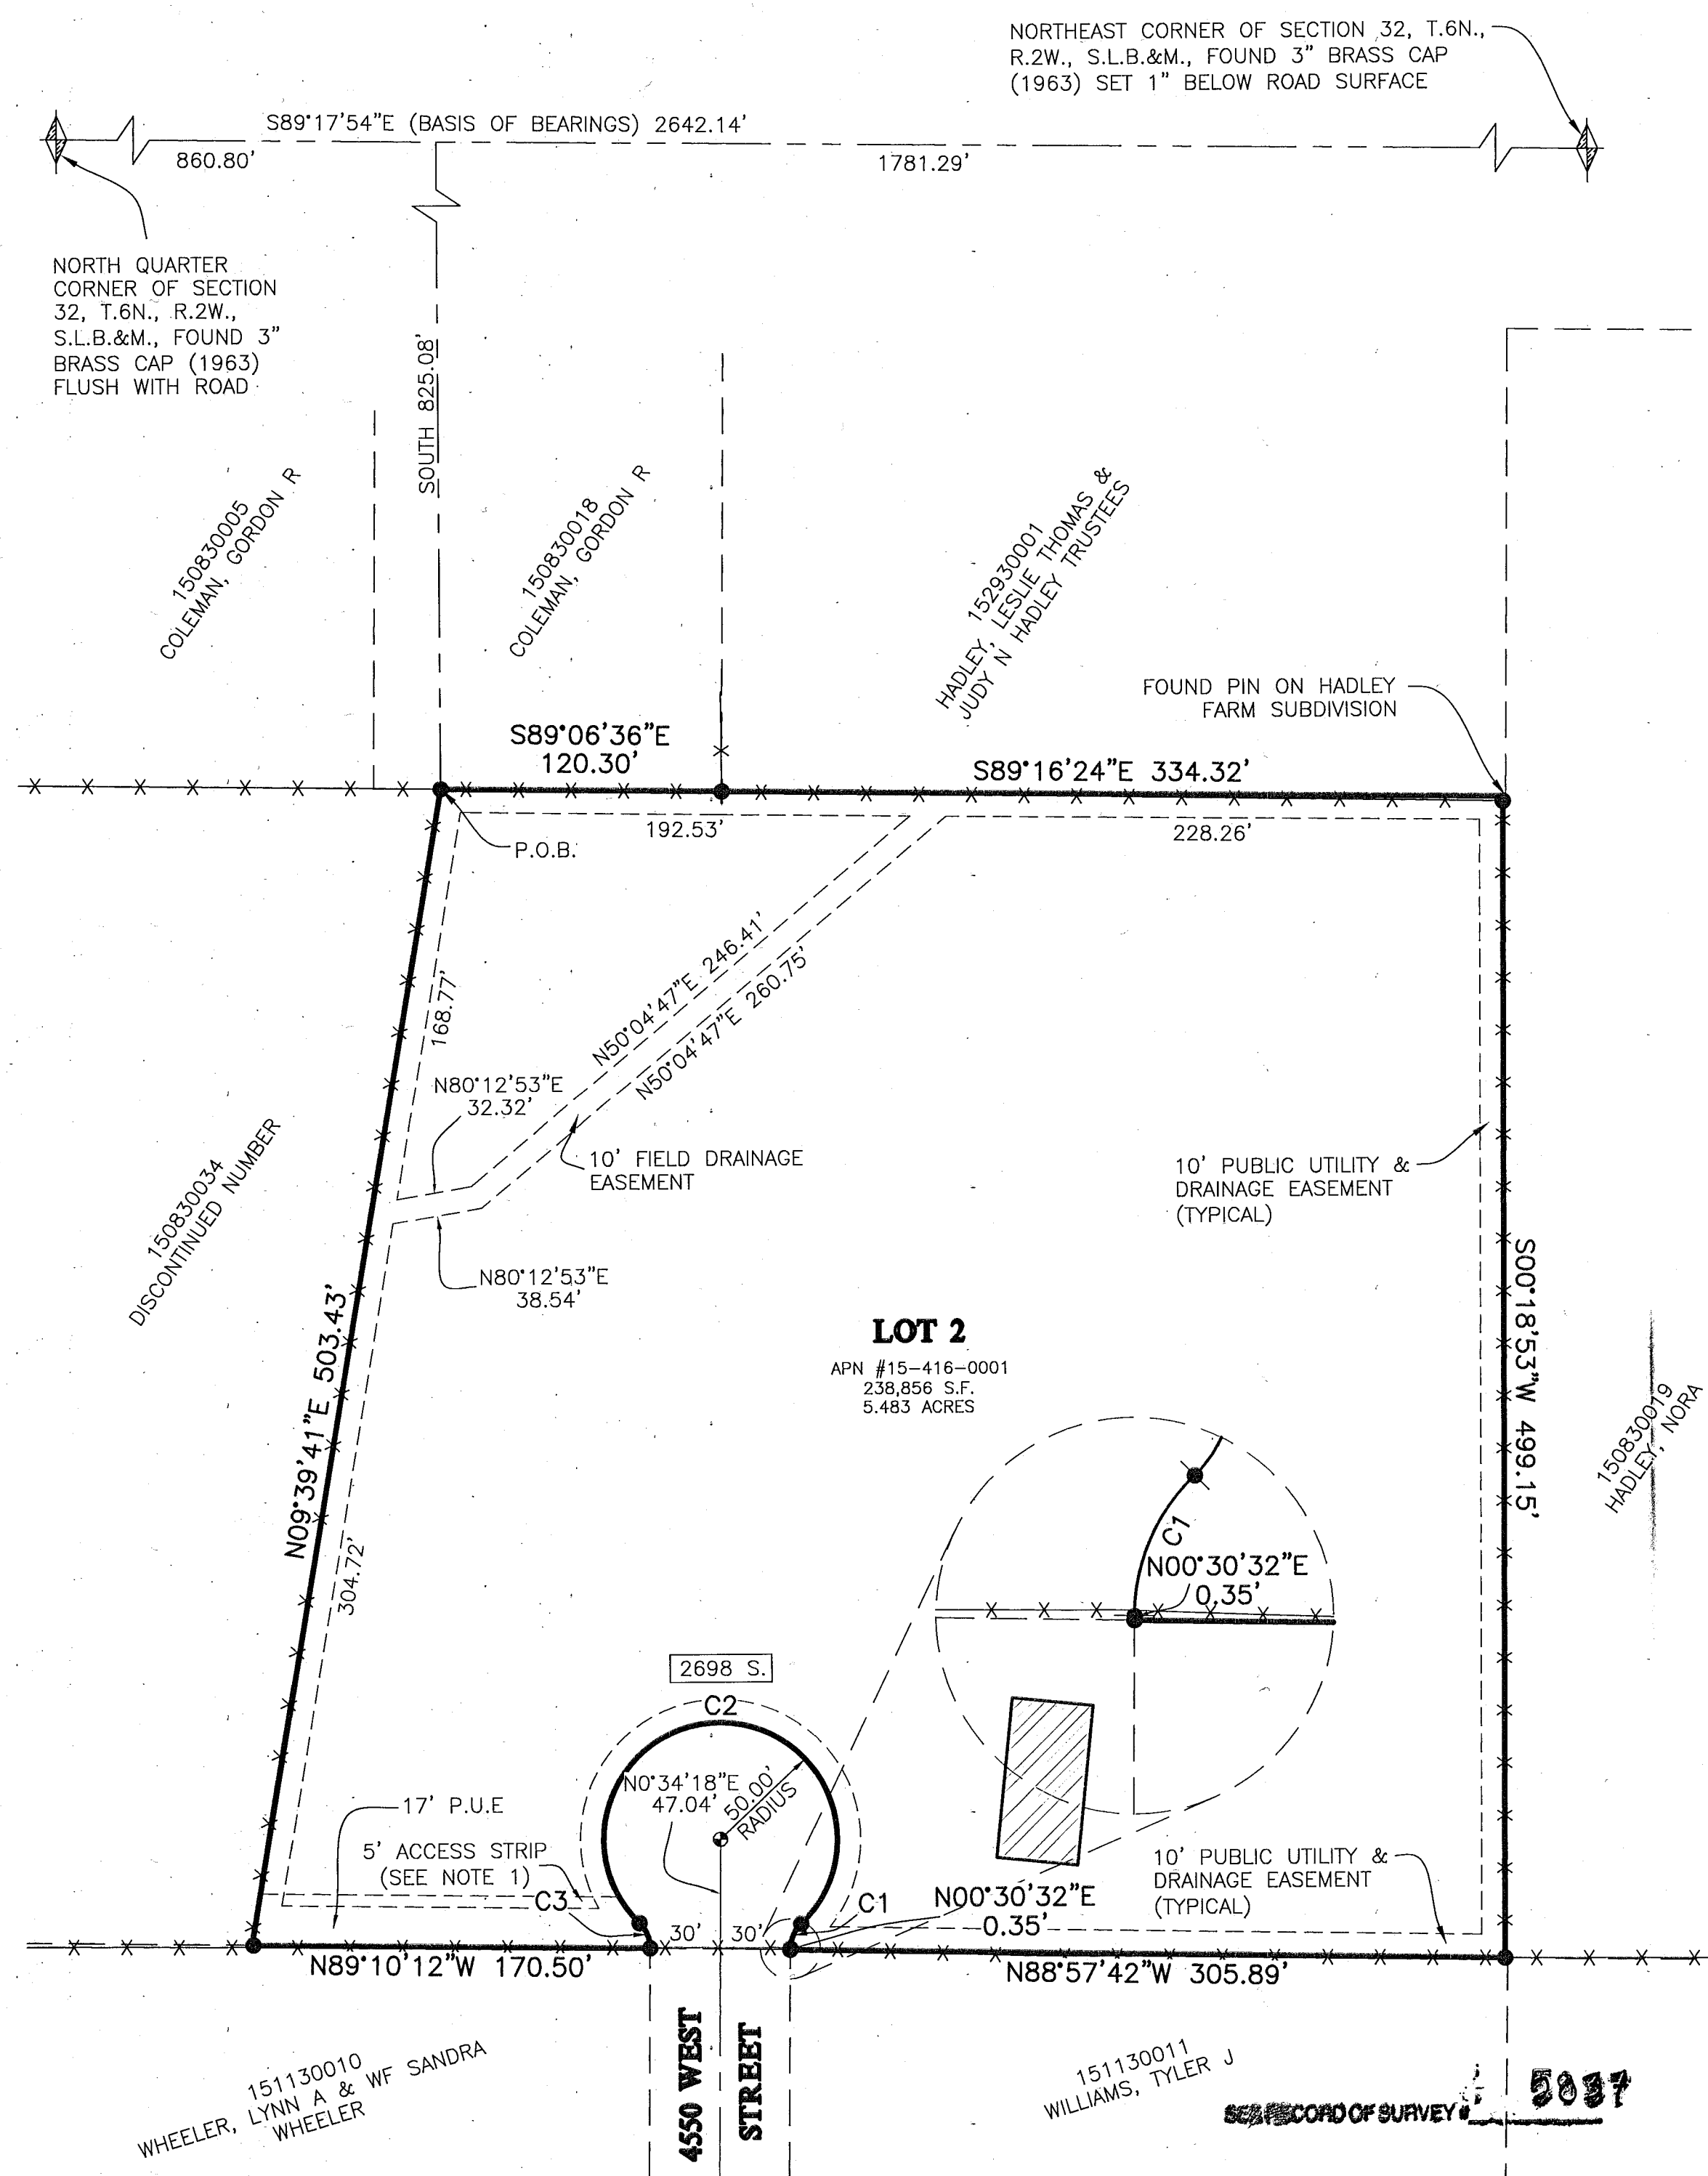 NORTHEAST CORNER OF SECTION 32, T.6N.,
R.2W., S.L.B.&M., FOUND 3" BRASS CAP
(1963) SET 1" BELOW ROAD SURFACE
S89°17'54"E (BASIS OF BEARINGS) 2642.14'
860.80'
1781.29'
NORTH QUARTER
CORNER OF SECTION
32, T.6N., R.2W.,
S.L.B.&M., FOUND 3"
BRASS CAP (1963)
FLUSH WITH ROAD
SOUTH 825.08'
150830005
COLEMAN, GORDON R
150830018
COLEMAN, GORDON R
152930001
HADLEY, LESLIE THOMAS &
JUDY N HADLEY TRUSTEES
FOUND PIN ON HADLEY
FARM SUBDIVISION
S89°06'36"E
120.30'
S89°16'24"E 334.32'
192.53'
228.26'
P.O.B.
168.77'
N50°04'47"E 246.41'
N50°04'47"E 260.75'
N80°12'53"E
32.32'
10' FIELD DRAINAGE
EASEMENT
10' PUBLIC UTILITY &
DRAINAGE EASEMENT
(TYPICAL)
150830034
DISCONTINUED NUMBER
N80°12'53"E
38.54'
N09°39'41"E 503.43'
S00°18'53"W 499.15'
LOT 2
APN #15-416-0001
238,856 S.F.
5.483 ACRES
150830019
HADLEY, NORA
C1
N00°30'32"E
0.35'
304.72'
2698 S.
C2
N0°34'18"E
47.04'
50.00'
RADIUS
17' P.U.E
5' ACCESS STRIP
(SEE NOTE 1)
C3
C1
N00°30'32"E
0.35'
10' PUBLIC UTILITY &
DRAINAGE EASEMENT
(TYPICAL)
30'
30'
N89°10'12"W 170.50'
N88°57'42"W 305.89'
4550 WEST
STREET
151130010
WHEELER, LYNN A & WF SANDRA
WHEELER
151130011
WILLIAMS, TYLER J
SEE RECORD OF SURVEY #